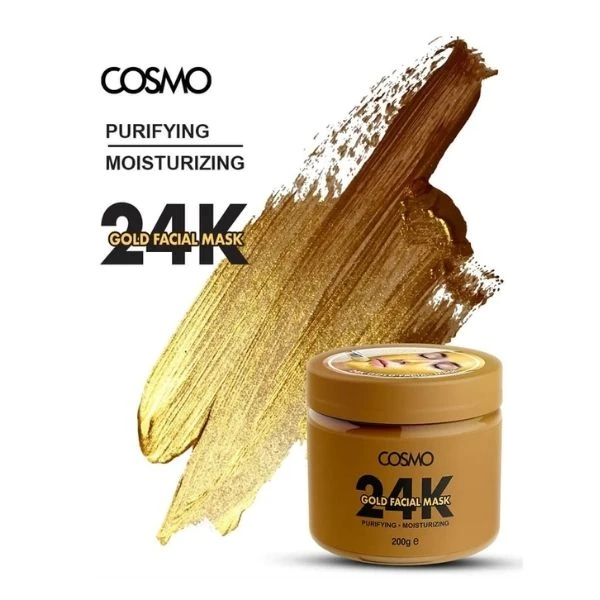 COSMO
PURIFYING
MOISTURIZING
24K
GOLD FACIAL MASK
COSMO
24K
GOLD FACIAL MASK
PURIFYING • MOISTURIZING
200g ℮